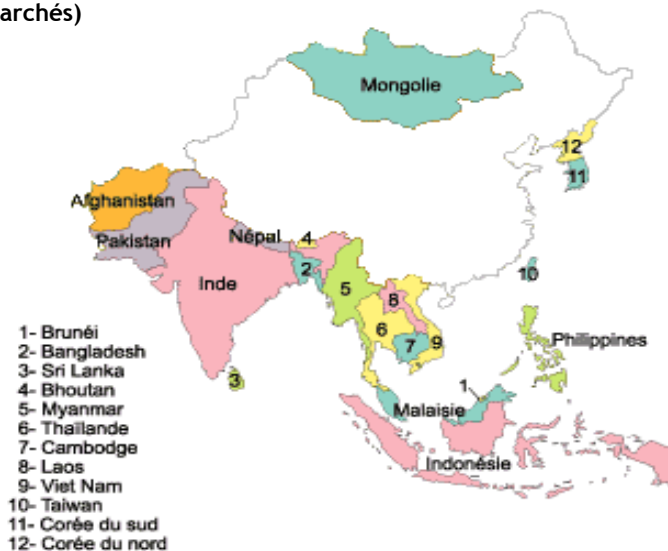 archés)
Mongolie
12
11
Afghanistan
Pakistan
Népal
4
2
Inde
5
8
10
6
7
9
3
Philippines
1
Malaisie
Indonésie
1- Brunéi
2- Bangladesh
3- Sri Lanka
4- Bhoutan
5- Myanmar
6- Thaïlande
7- Cambodge
8- Laos
9- Viet Nam
10- Taiwan
11- Corée du sud
12- Corée du nord